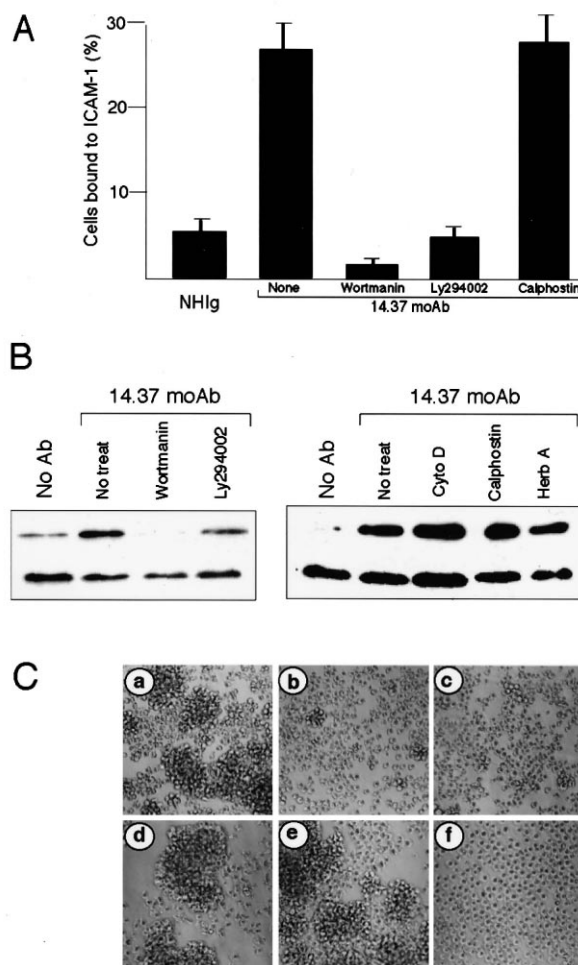 A
30
20
10
Cells bound to ICAM-1 (%)
NHIg
None
Wortmanin
Ly294002
Calphostin
14.37 moAb
B
14.37 moAb
No Ab
No treat
Wortmanin
Ly294002
14.37 moAb
No Ab
No treat
Cyto D
Calphostin
Herb A
C
a
b
c
d
e
f